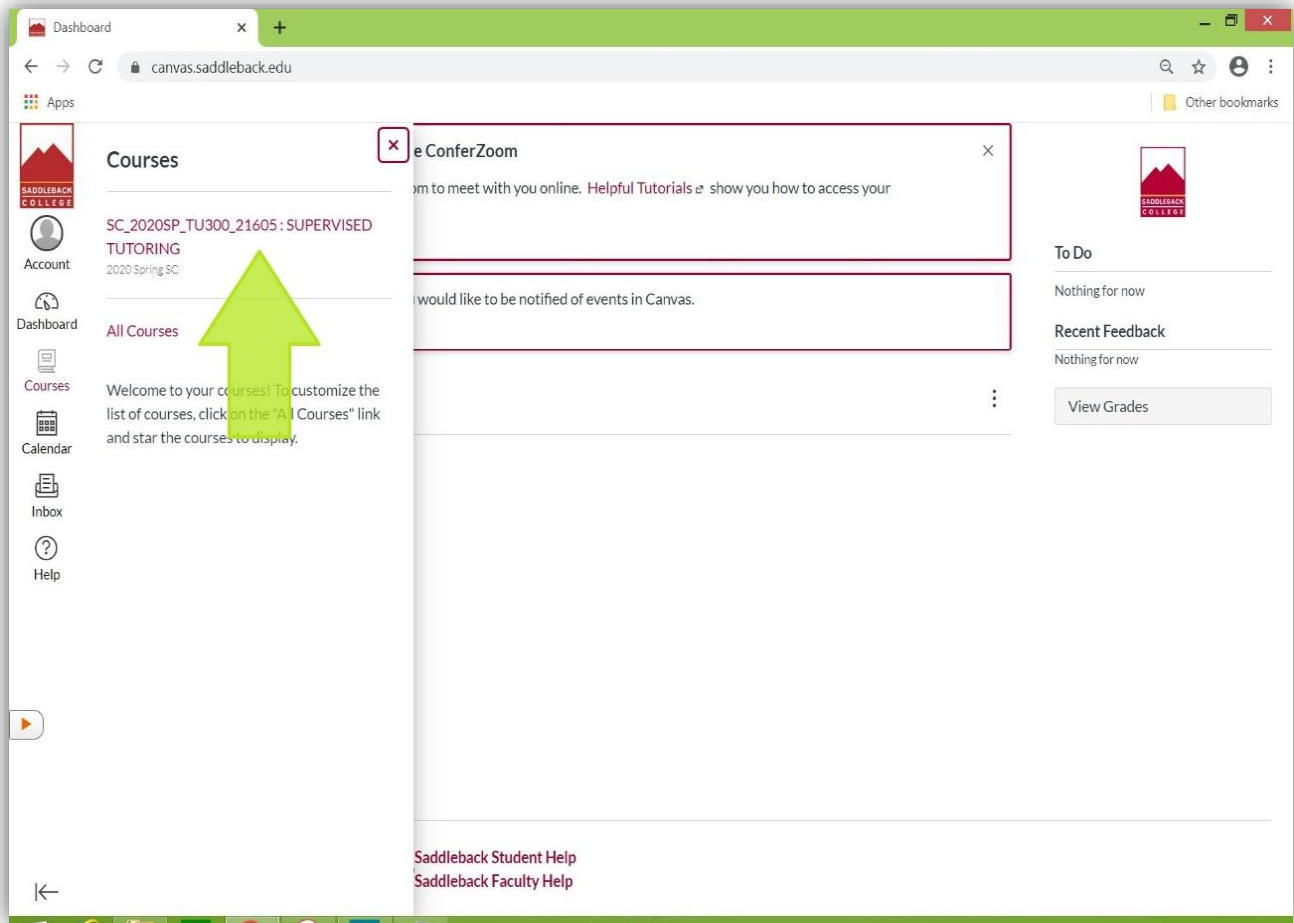 Dashboard
canvas.saddleback.edu
Apps
Other bookmarks
SADDLEBACK
COLLEGE
Account
Dashboard
Courses
Calendar
Inbox
Help
Courses
SC_2020SP_TU300_21605 : SUPERVISED
TUTORING
2020 Spring SC
All Courses
Welcome to your courses! To customize the
list of courses, click on the "All Courses" link
and star the courses to display.
e ConferZoom
om to meet with you online. Helpful Tutorials show you how to access your
would like to be notified of events in Canvas.
Saddleback Student Help
Saddleback Faculty Help
SADDLEBACK
COLLEGE
To Do
Nothing for now
Recent Feedback
Nothing for now
View Grades